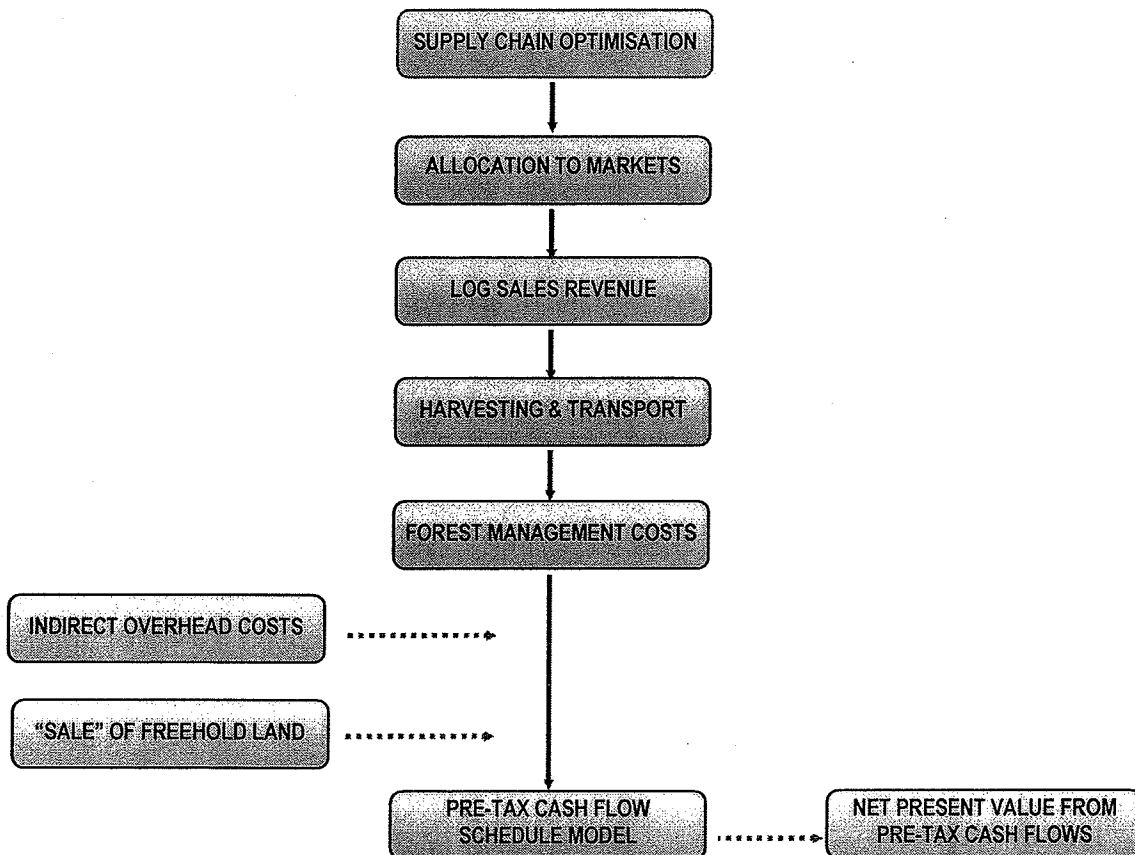 SUPPLY CHAIN OPTIMISATION
ALLOCATION TO MARKETS
LOG SALES REVENUE
HARVESTING & TRANSPORT
FOREST MANAGEMENT COSTS
INDIRECT OVERHEAD COSTS
“SALE” OF FREEHOLD LAND
PRE-TAX CASH FLOW
SCHEDULE MODEL
NET PRESENT VALUE FROM
PRE-TAX CASH FLOWS